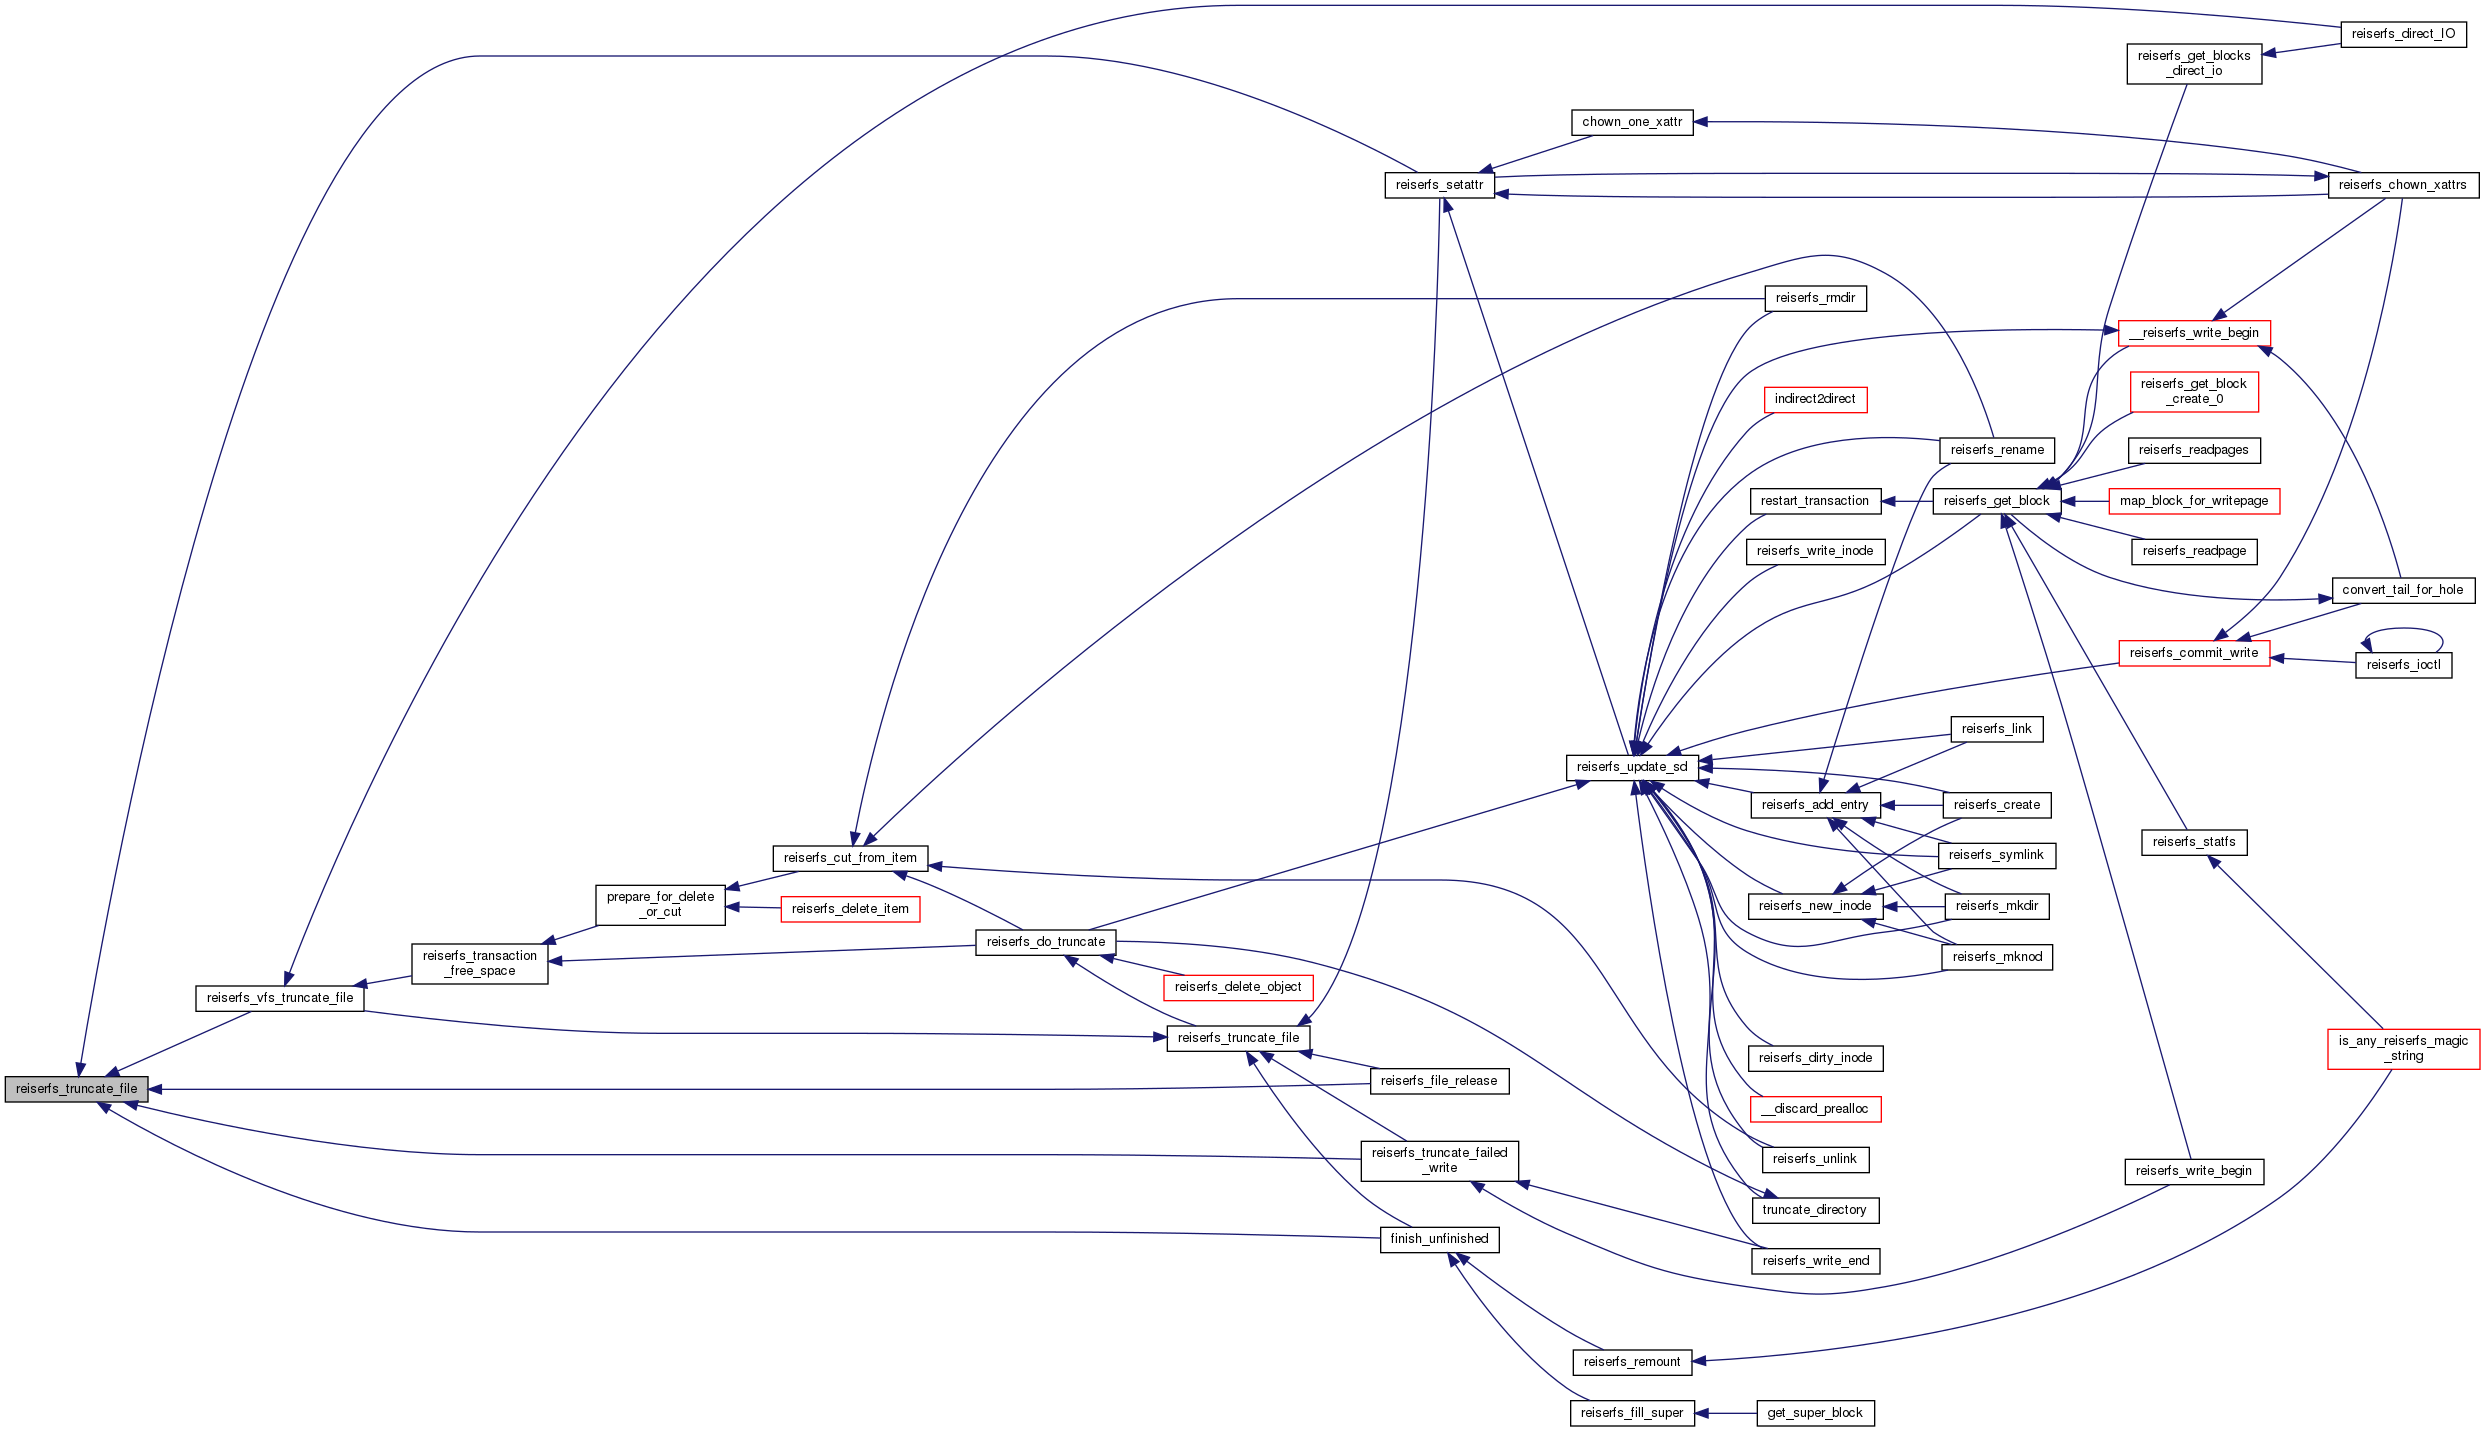 reiserfs_direct_IO
reiserfs_get_blocks
_direct_io
chown_one_xattr
reiserfs_setattr
reiserfs_chown_xattrs
reiserfs_rmdir
__reiserfs_write_begin
indirect2direct
reiserfs_get_block
_create_0
reiserfs_rename
reiserfs_readpages
restart_transaction
reiserfs_get_block
map_block_for_writepage
reiserfs_write_inode
reiserfs_readpage
convert_tail_for_hole
reiserfs_commit_write
reiserfs_ioctl
reiserfs_link
reiserfs_update_sd
reiserfs_add_entry
reiserfs_create
reiserfs_statfs
reiserfs_cut_from_item
reiserfs_symlink
prepare_for_delete
_or_cut
reiserfs_delete_item
reiserfs_new_inode
reiserfs_mkdir
reiserfs_do_truncate
reiserfs_transaction
_free_space
reiserfs_mknod
reiserfs_delete_object
reiserfs_vfs_truncate_file
reiserfs_truncate_file
is_any_reiserfs_magic
_string
reiserfs_dirty_inode
reiserfs_file_release
reiserfs_truncate_file
__discard_prealloc
reiserfs_truncate_failed
_write
reiserfs_unlink
reiserfs_write_begin
truncate_directory
finish_unfinished
reiserfs_write_end
reiserfs_remount
reiserfs_fill_super
get_super_block